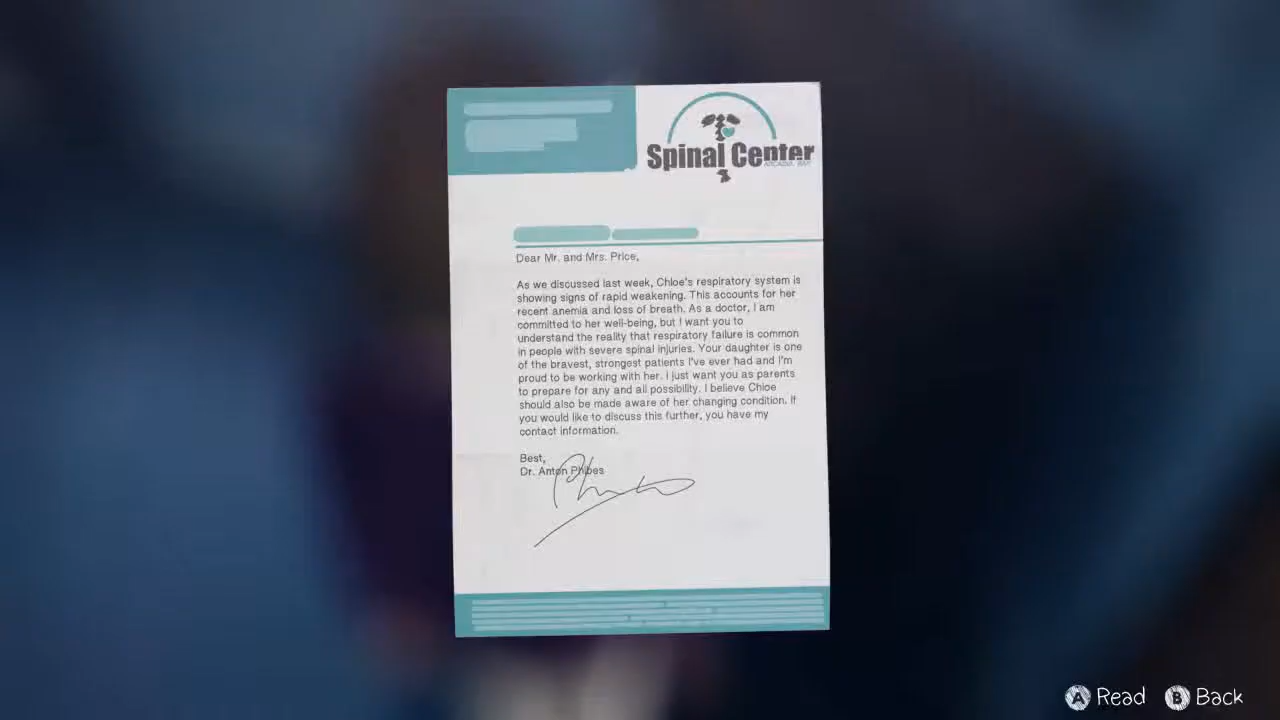 Spinal Center
ARCADIA BAY
Dear Mr. and Mrs. Price,
As we discussed last week, Chloe's respiratory system is
showing signs of rapid weakening. This accounts for her
recent anemia and loss of breath. As a doctor, I am
committed to her well-being, but I want you to
understand the reality that respiratory failure is common
in people with severe spinal injuries. Your daughter is one
of the bravest, strongest patients I've ever had and I'm
proud to be working with her. I just want you as parents
to prepare for any and all possibility. I believe Chloe
should also be made aware of her changing condition. If
you would like to discuss this further, you have my
contact information.
Best,
Dr. Anton Phibes
A Read B Back